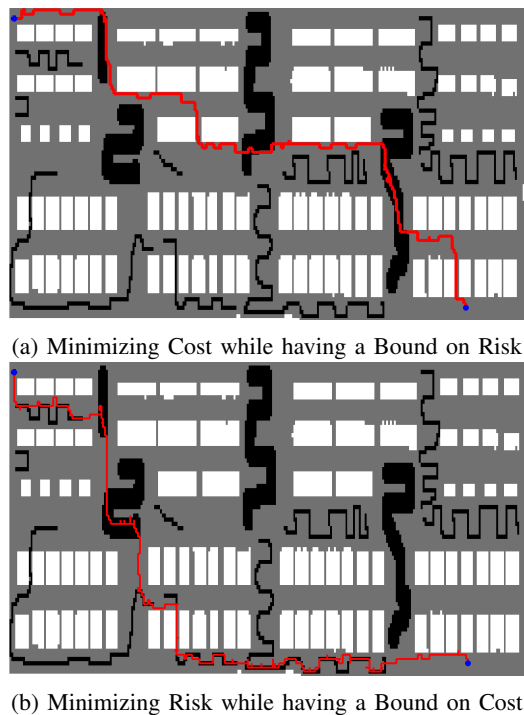 (a) Minimizing Cost while having a Bound on Risk
(b) Minimizing Risk while having a Bound on Cost